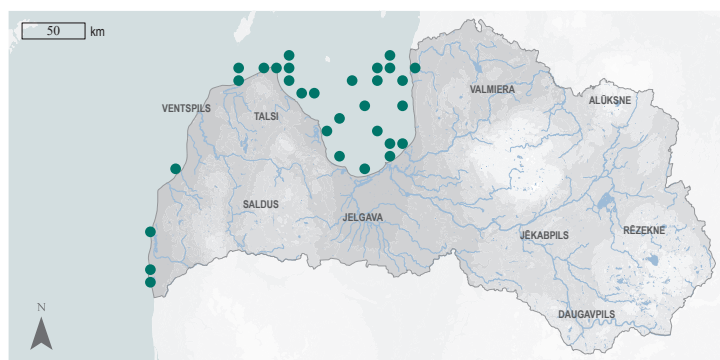 50 km
VALMIERA
ALŪKSNE
VENTSPILS
TALSI
SALDUS
JELGAVA
JĒKABPILS
RĒZEKNE
DAUGAVPILS
N